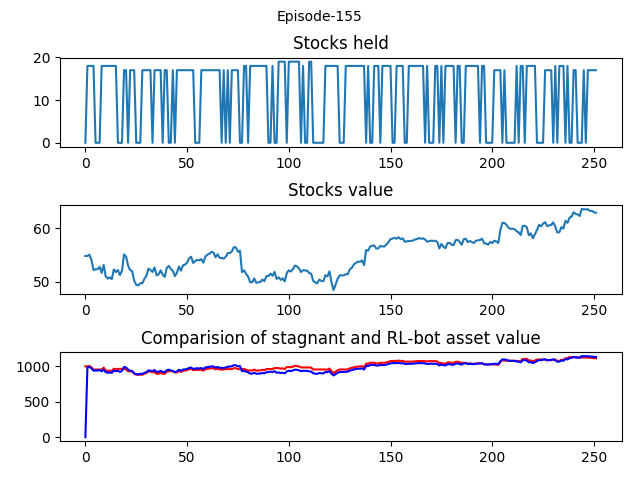 Episode-155
Stocks held
20
10
0
0 50 100 150 200 250
Stocks value
60
50
0 50 100 150 200 250
Comparision of stagnant and RL-bot asset value
1000
500
0
0 50 100 150 200 250